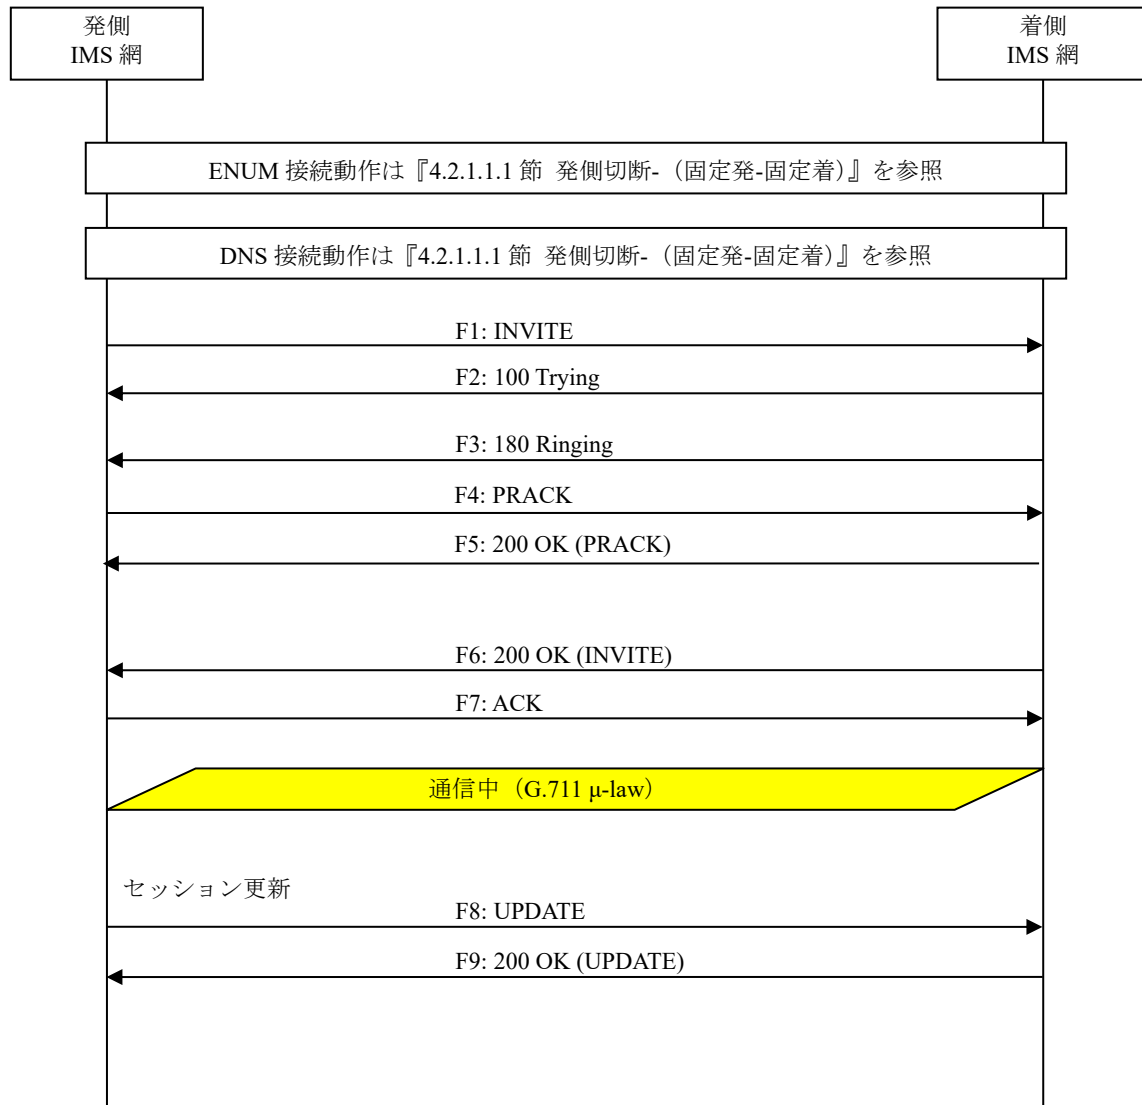 発側
IMS 網
着側
IMS 網
ENUM 接続動作は『4.2.1.1.1 節 発側切断-（固定発-固定着）』を参照
DNS 接続動作は『4.2.1.1.1 節 発側切断-（固定発-固定着）』を参照
F1: INVITE
F2: 100 Trying
F3: 180 Ringing
F4: PRACK
F5: 200 OK (PRACK)
F6: 200 OK (INVITE)
F7: ACK
通信中（G.711 μ-law）
セッション更新
F8: UPDATE
F9: 200 OK (UPDATE)